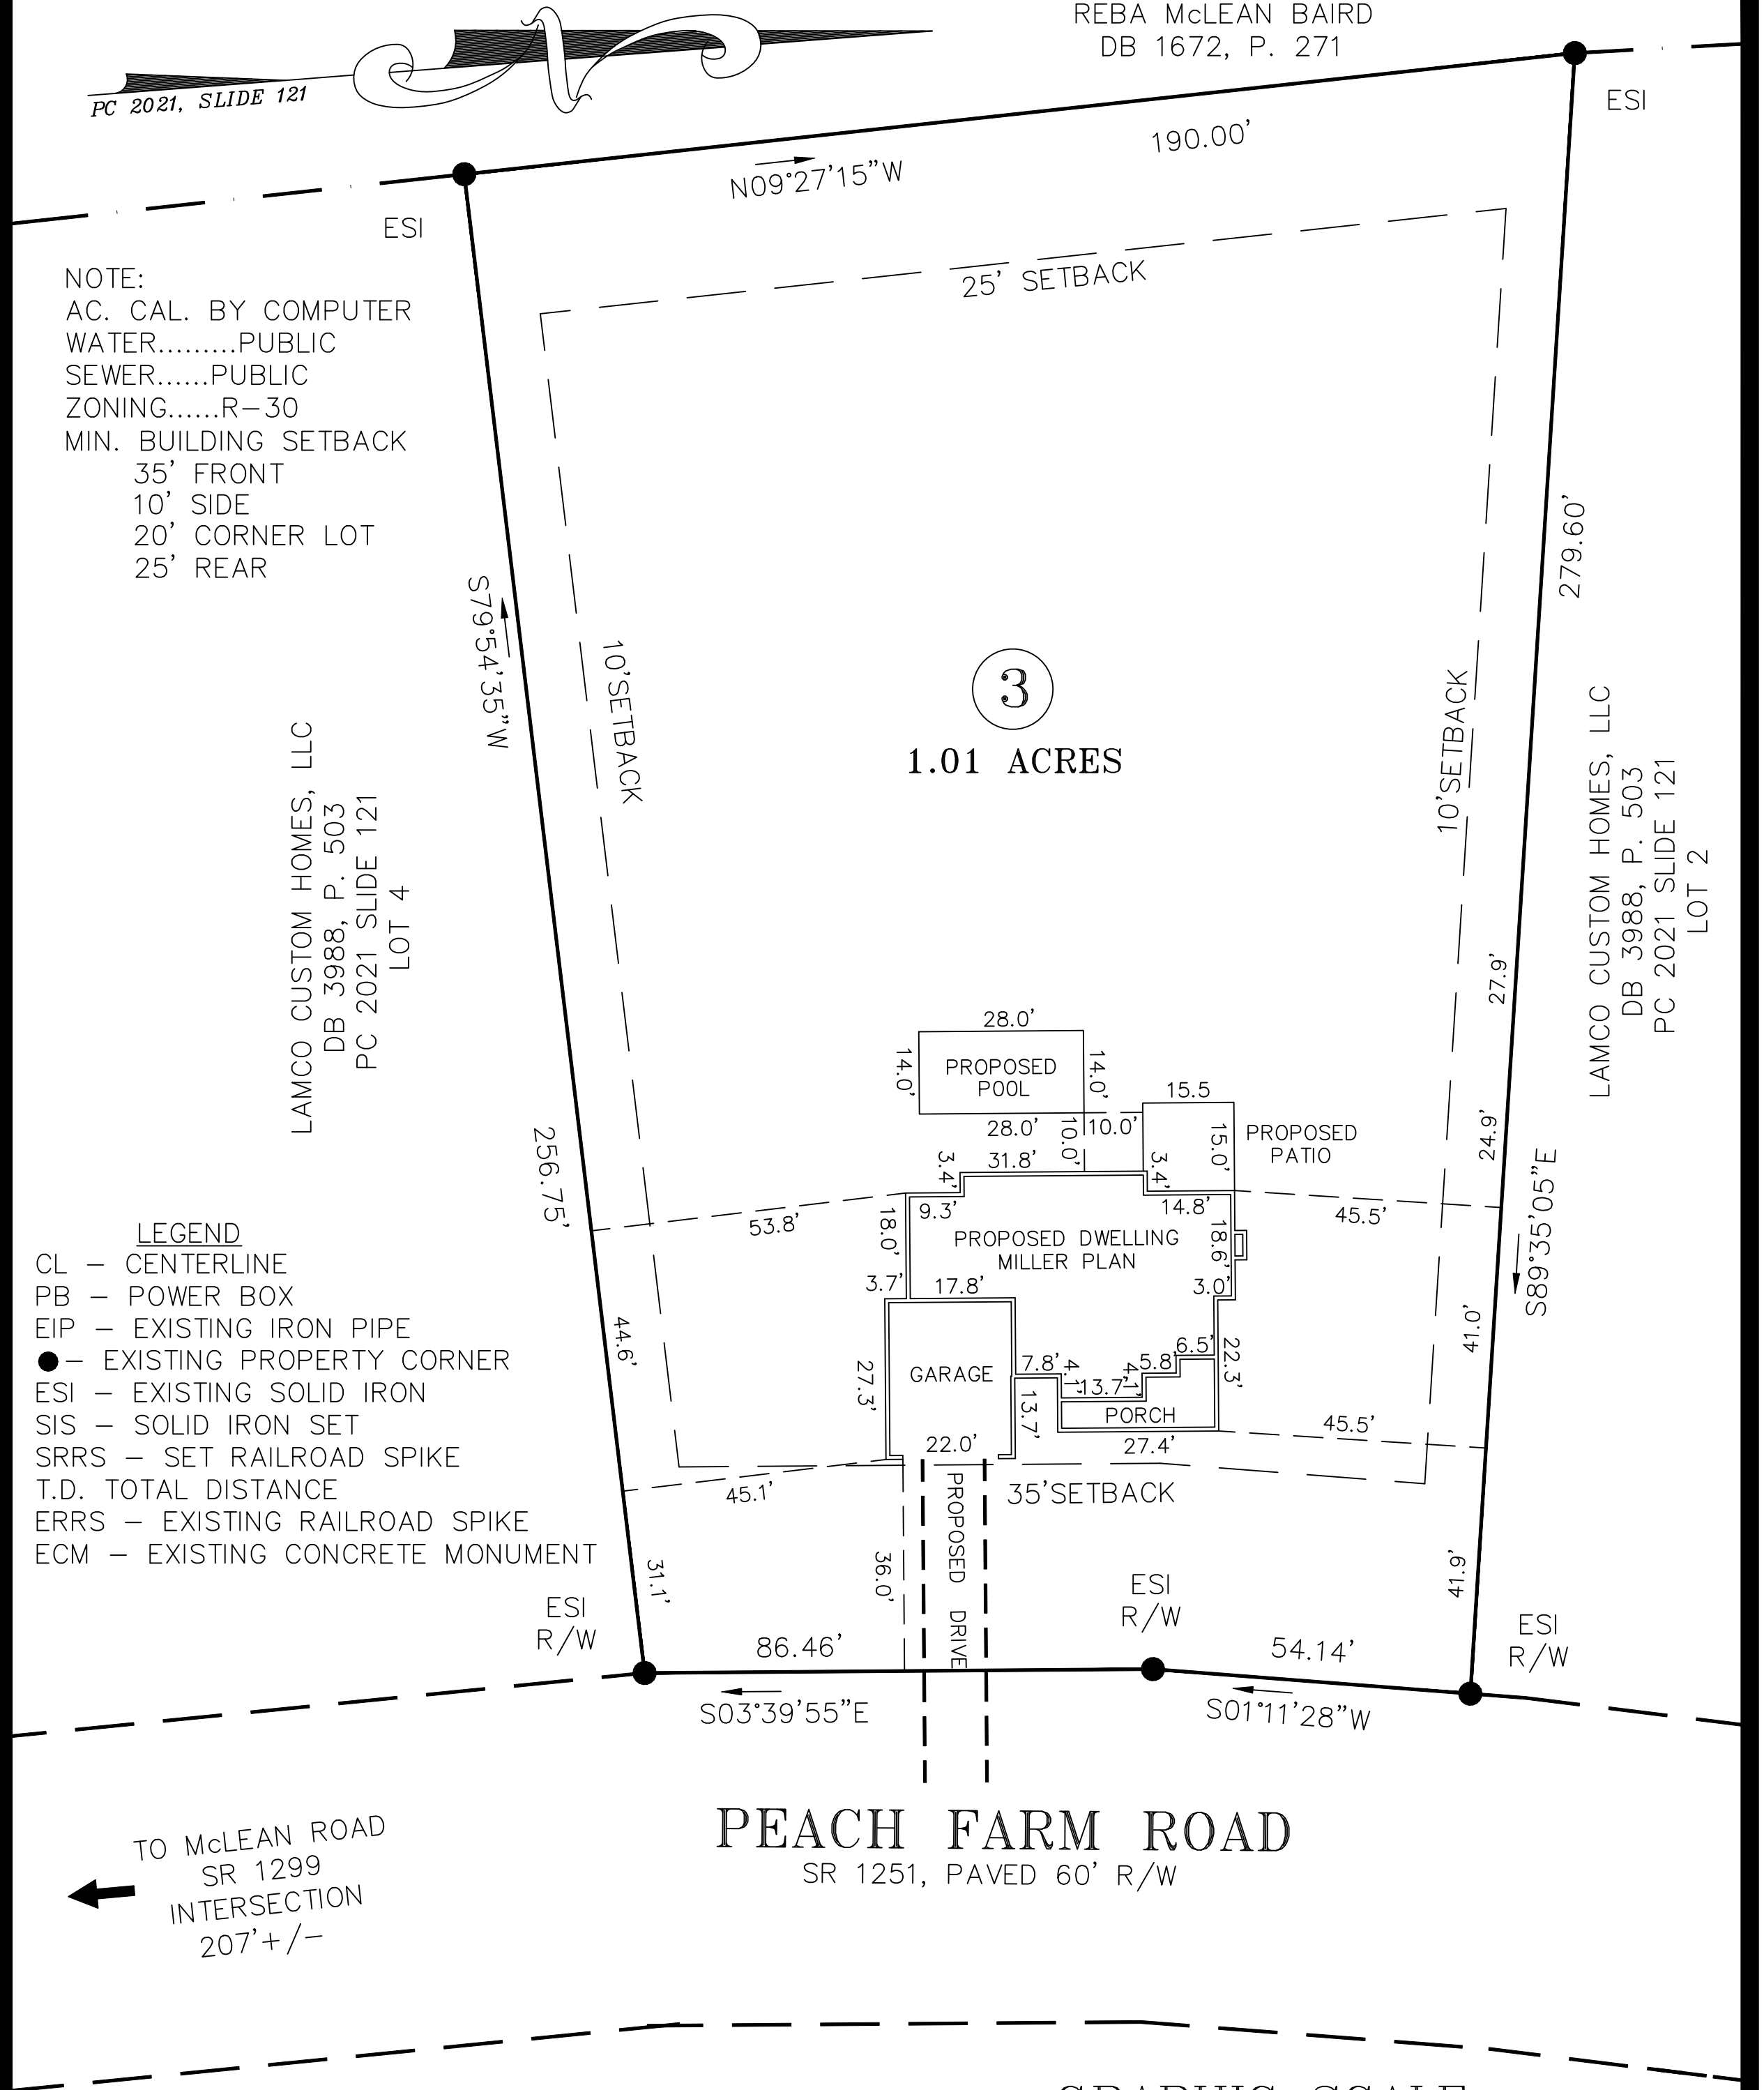 REBA McLEAN BAIRD
DB 1672, P. 271
N
PC 2021, SLIDE 121
ESI
190.00'
N09°27'15"W
ESI
25' SETBACK
NOTE:
AC. CAL. BY COMPUTER
WATER.........PUBLIC
SEWER......PUBLIC
ZONING......R-30
MIN. BUILDING SETBACK
35' FRONT
10' SIDE
20' CORNER LOT
25' REAR
S79°54'35"W
10'SETBACK
3
1.01 ACRES
10'SETBACK
279.60'
LAMCO CUSTOM HOMES, LLC
DB 3988, P. 503
PC 2021 SLIDE 121
LOT 4
LAMCO CUSTOM HOMES, LLC
DB 3988, P. 503
PC 2021 SLIDE 121
LOT 2
27.9'
28.0'
14.0'
PROPOSED
POOL
14.0'
15.5
28.0'
10.0'
10.0'
15.0'
PROPOSED
PATIO
24.9'
256.75'
3.4'
31.8'
3.4'
9.3'
14.8'
53.8'
45.5'
18.0'
PROPOSED DWELLING
MILLER PLAN
18.6'
S89°35'05"E
3.7'
17.8'
3.0'
44.6'
41.0'
27.3'
GARAGE
7.8'
4.1'
13.7'
4.1'
5.8'
6.5'
22.3'
13.7'
PORCH
27.4'
45.5'
22.0'
45.1'
35'SETBACK
PROPOSED DRIVE
36.0'
31.1'
41.9'
LEGEND
CL – CENTERLINE
PB – POWER BOX
EIP – EXISTING IRON PIPE
●– EXISTING PROPERTY CORNER
ESI – EXISTING SOLID IRON
SIS – SOLID IRON SET
SRRS – SET RAILROAD SPIKE
T.D. TOTAL DISTANCE
ERRS – EXISTING RAILROAD SPIKE
ECM – EXISTING CONCRETE MONUMENT
ESI
R/W
ESI
R/W
ESI
R/W
86.46'
54.14'
S03°39'55"E
S01°11'28"W
PEACH FARM ROAD
SR 1251, PAVED 60' R/W
TO McLEAN ROAD
SR 1299
INTERSECTION
207'+/-
GRAPHIC SCALE